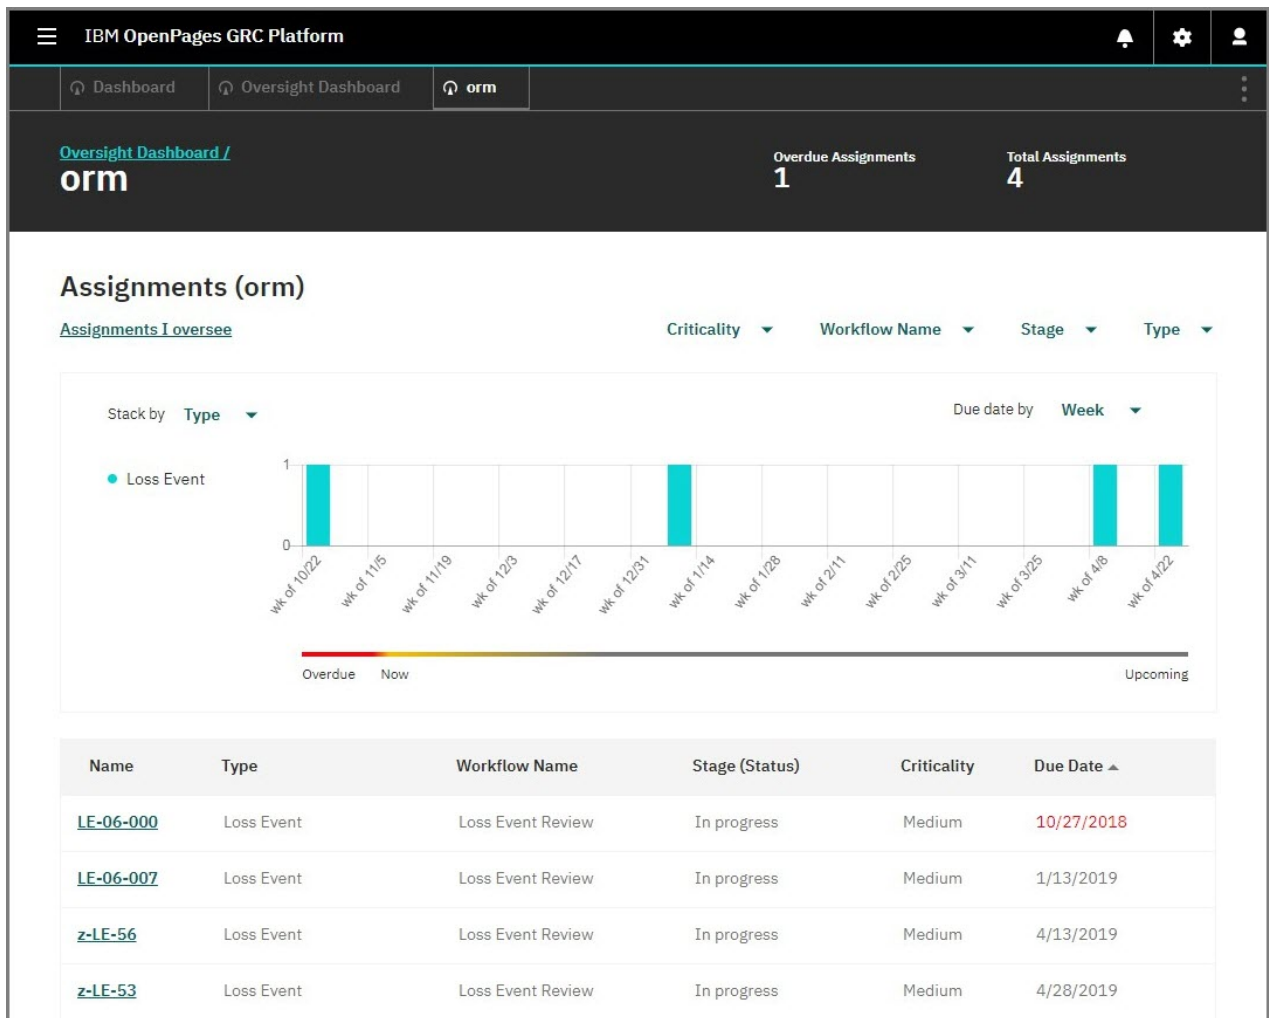 IBM OpenPages GRC Platform
Dashboard Oversight Dashboard orm
Oversight Dashboard /
orm
Overdue Assignments
1
Total Assignments
4
Assignments (orm)
Assignments I oversee
Criticality Workflow Name Stage Type
Stack by Type
Due date by Week
Loss Event
1
0
wk of 10/22 wk of 11/5 wk of 11/19 wk of 12/3 wk of 12/17 wk of 12/31 wk of 1/14 wk of 1/28 wk of 2/11 wk of 2/25 wk of 3/11 wk of 3/25 wk of 4/8 wk of 4/22
Overdue Now Upcoming
Name Type Workflow Name Stage (Status) Criticality Due Date
LE-06-000 Loss Event Loss Event Review In progress Medium 10/27/2018
LE-06-007 Loss Event Loss Event Review In progress Medium 1/13/2019
z-LE-56 Loss Event Loss Event Review In progress Medium 4/13/2019
z-LE-53 Loss Event Loss Event Review In progress Medium 4/28/2019